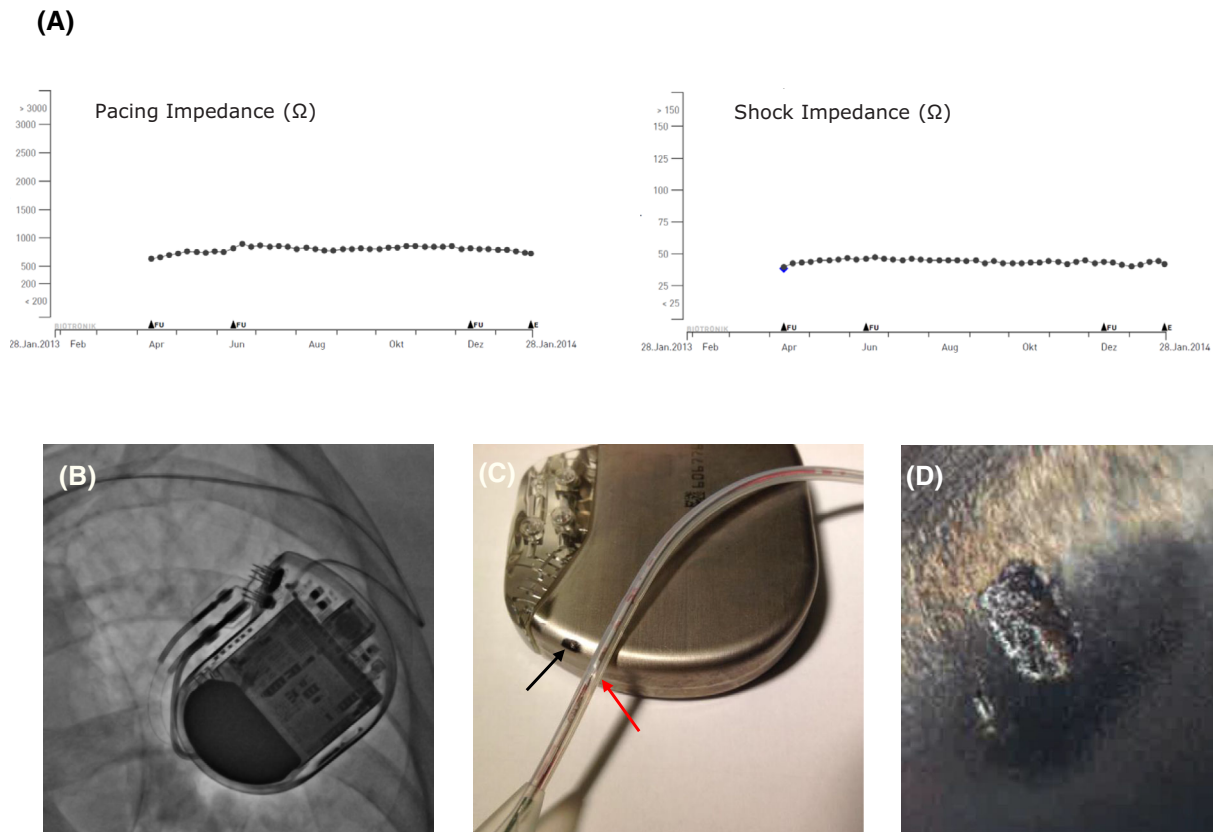 (A)
Pacing Impedance (Ω)
> 3000
3000
2500
2000
1500
1000
500
200
< 200
BIOTRONIK
FU
FU
FU
E
28.Jan.2013
Feb
Apr
Jun
Aug
Okt
Dez
28.Jan.2014
Shock Impedance (Ω)
> 150
150
125
100
75
50
25
< 25
BIOTRONIK
FU
FU
FU
E
28.Jan.2013
Feb
Apr
Jun
Aug
Okt
Dez
28.Jan.2014
(B)
(C)
(D)